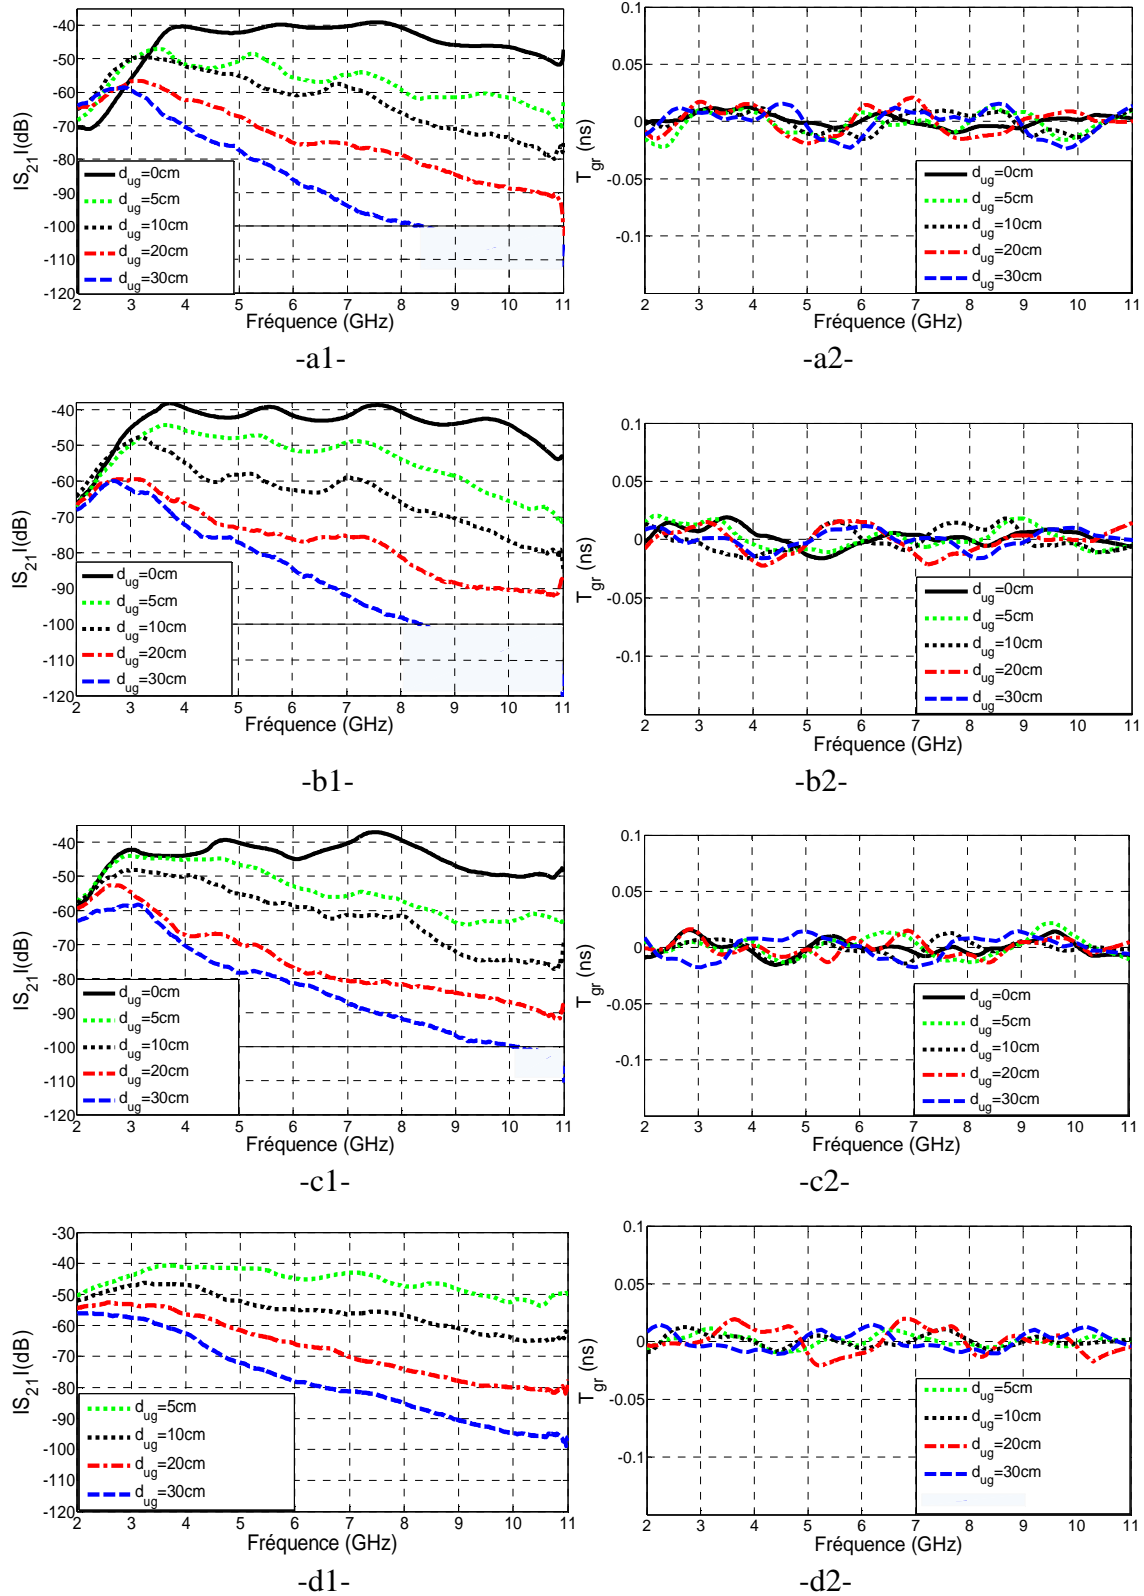 -40
-50
-60
-70
-80
-90
-100
-110
-120
|S21|(dB)
dug=0cm
dug=5cm
dug=10cm
dug=20cm
dug=30cm
2 3 4 5 6 7 8 9 10 11
Fréquence (GHz)
-a1-
0.1
0.05
0
-0.05
-0.1
Tgr (ns)
dug=0cm
dug=5cm
dug=10cm
dug=20cm
dug=30cm
2 3 4 5 6 7 8 9 10 11
Fréquence (GHz)
-a2-
-40
-50
-60
-70
-80
-90
-100
-110
-120
|S21|(dB)
dug=0cm
dug=5cm
dug=10cm
dug=20cm
dug=30cm
2 3 4 5 6 7 8 9 10 11
Fréquence (GHz)
-b1-
0.1
0.05
0
-0.05
-0.1
Tgr (ns)
dug=0cm
dug=5cm
dug=10cm
dug=20cm
dug=30cm
2 3 4 5 6 7 8 9 10 11
Fréquence (GHz)
-b2-
-40
-50
-60
-70
-80
-90
-100
-110
-120
|S21|(dB)
dug=0cm
dug=5cm
dug=10cm
dug=20cm
dug=30cm
2 3 4 5 6 7 8 9 10 11
Fréquence (GHz)
-c1-
0.1
0.05
0
-0.05
-0.1
Tgr (ns)
dug=0cm
dug=5cm
dug=10cm
dug=20cm
dug=30cm
2 3 4 5 6 7 8 9 10 11
Fréquence (GHz)
-c2-
-30
-40
-50
-60
-70
-80
-90
-100
-110
-120
|S21|(dB)
dug=5cm
dug=10cm
dug=20cm
dug=30cm
2 3 4 5 6 7 8 9 10 11
Fréquence (GHz)
-d1-
0.1
0.05
0
-0.05
-0.1
Tgr (ns)
dug=5cm
dug=10cm
dug=20cm
dug=30cm
2 3 4 5 6 7 8 9 10 11
Fréquence (GHz)
-d2-